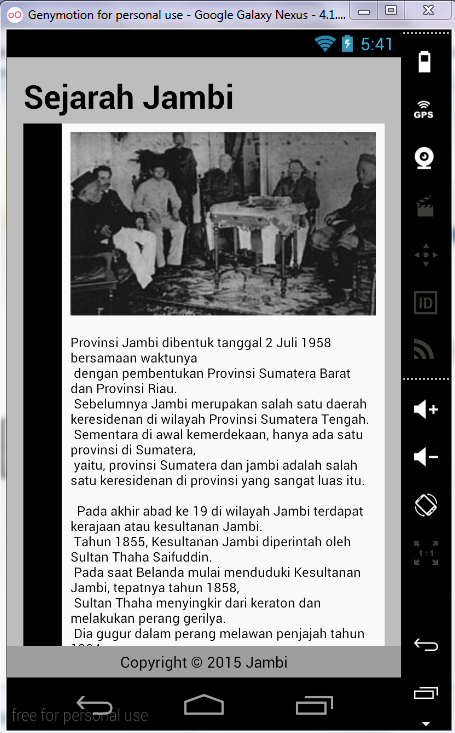 Genymotion for personal use - Google Galaxy Nexus - 4.1....
5:41
GPS
Sejarah Jambi
ID
Provinsi Jambi dibentuk tanggal 2 Juli 1958
bersamaan waktunya
dengan pembentukan Provinsi Sumatera Barat
dan Provinsi Riau.
Sebelumnya Jambi merupakan salah satu daerah
keresidenan di wilayah Provinsi Sumatera Tengah.
Sementara di awal kemerdekaan, hanya ada satu
provinsi di Sumatera,
yaitu, provinsi Sumatera dan jambi adalah salah
satu keresidenan di provinsi yang sangat luas itu.
Pada akhir abad ke 19 di wilayah Jambi terdapat
kerajaan atau kesultanan Jambi.
Tahun 1855, Kesultanan Jambi diperintah oleh
Sultan Thaha Saifuddin.
Pada saat Belanda mulai menduduki Kesultanan
Jambi, tepatnya tahun 1858,
Sultan Thaha menyingkir dari keraton dan
melakukan perang gerilya.
Dia gugur dalam perang melawan penjajah tahun
1:1
Copyright © 2015 Jambi
free for personal use